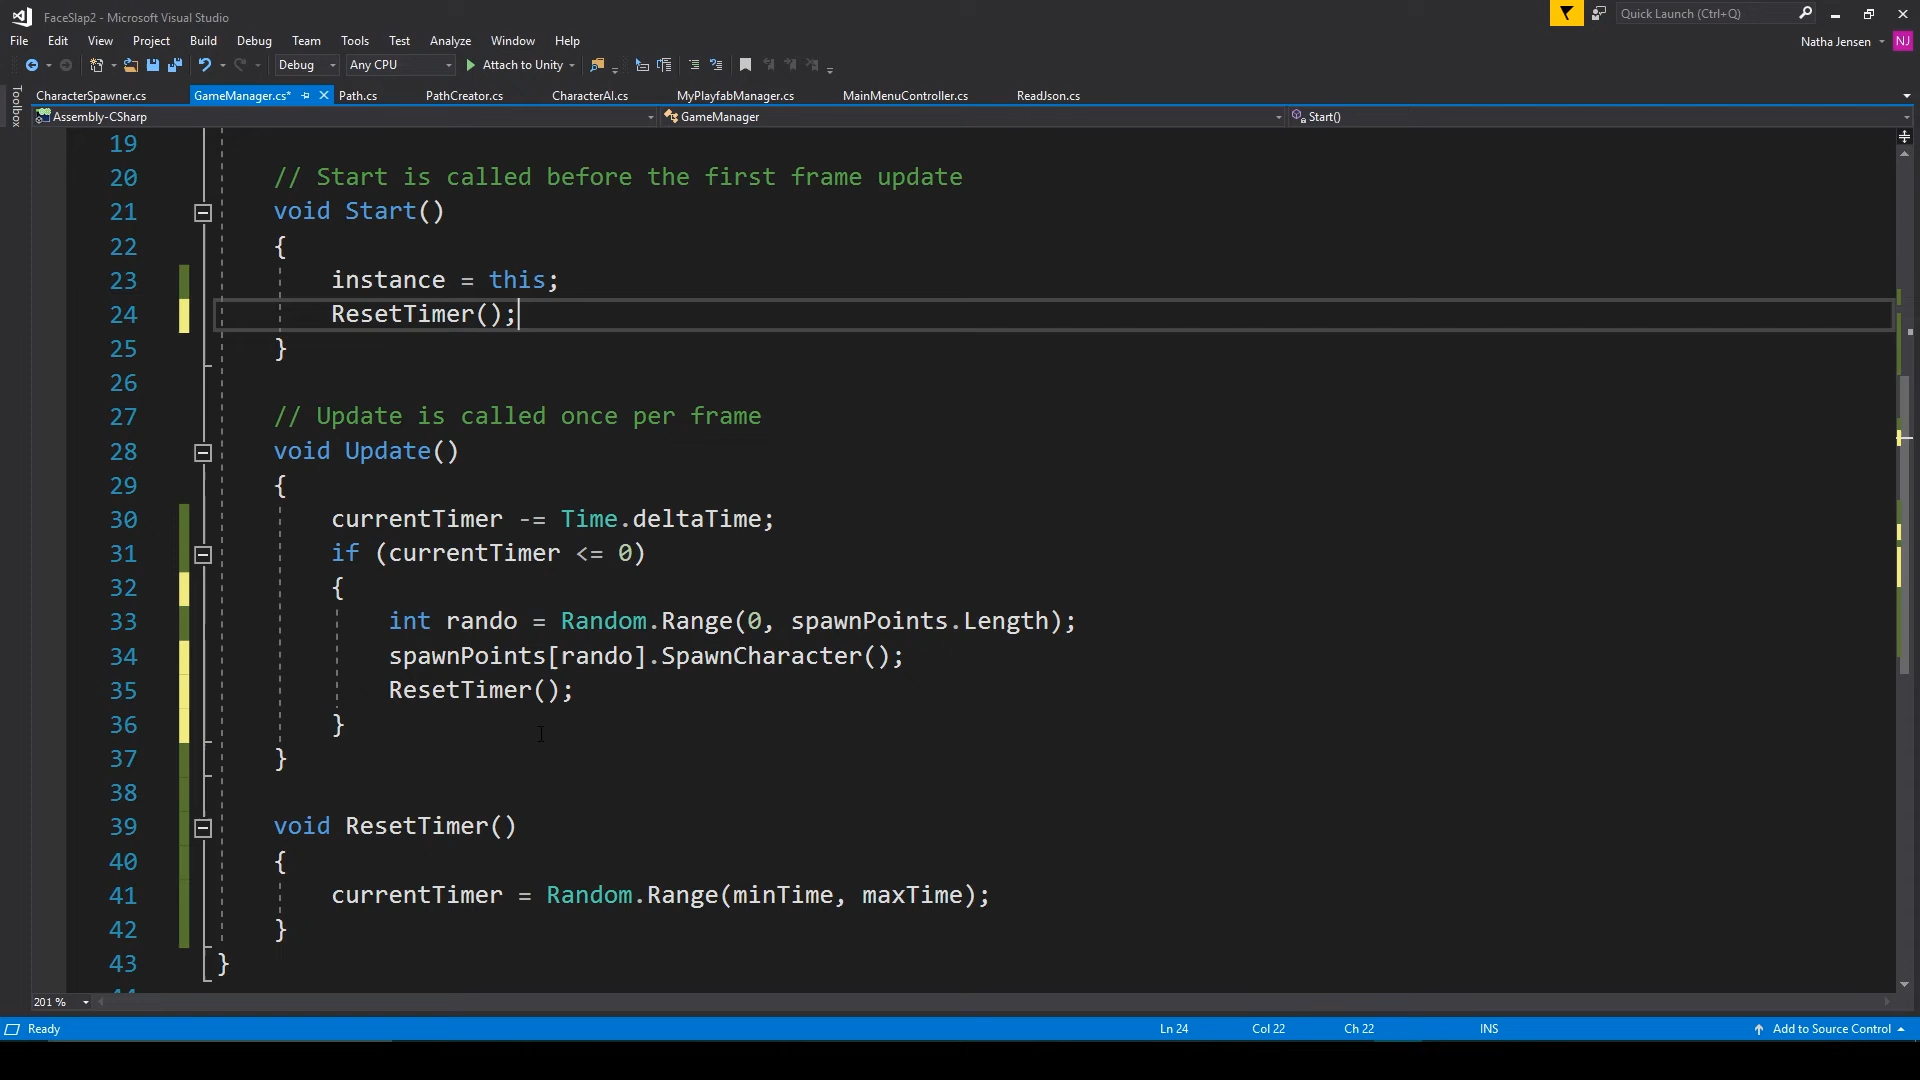 FaceSlap2 - Microsoft Visual Studio
Quick Launch (Ctrl+Q)
File Edit View Project Build Debug Team Tools Test Analyze Window Help
Natha Jensen NJ
Debug Any CPU Attach to Unity
Toolbox
CharacterSpawner.cs GameManager.cs* Path.cs PathCreator.cs CharacterAI.cs MyPlayfabManager.cs MainMenuController.cs ReadJson.cs
Assembly-CSharp GameManager Start()
19
20 // Start is called before the first frame update
21 void Start()
22 {
23 instance = this;
24 ResetTimer();
25 }
26
27 // Update is called once per frame
28 void Update()
29 {
30 currentTimer -= Time.deltaTime;
31 if (currentTimer <= 0)
32 {
33 int rando = Random.Range(0, spawnPoints.Length);
34 spawnPoints[rando].SpawnCharacter();
35 ResetTimer();
36 }
37 }
38
39 void ResetTimer()
40 {
41 currentTimer = Random.Range(minTime, maxTime);
42 }
43 }
201 %
Ready Ln 24 Col 22 Ch 22 INS Add to Source Control